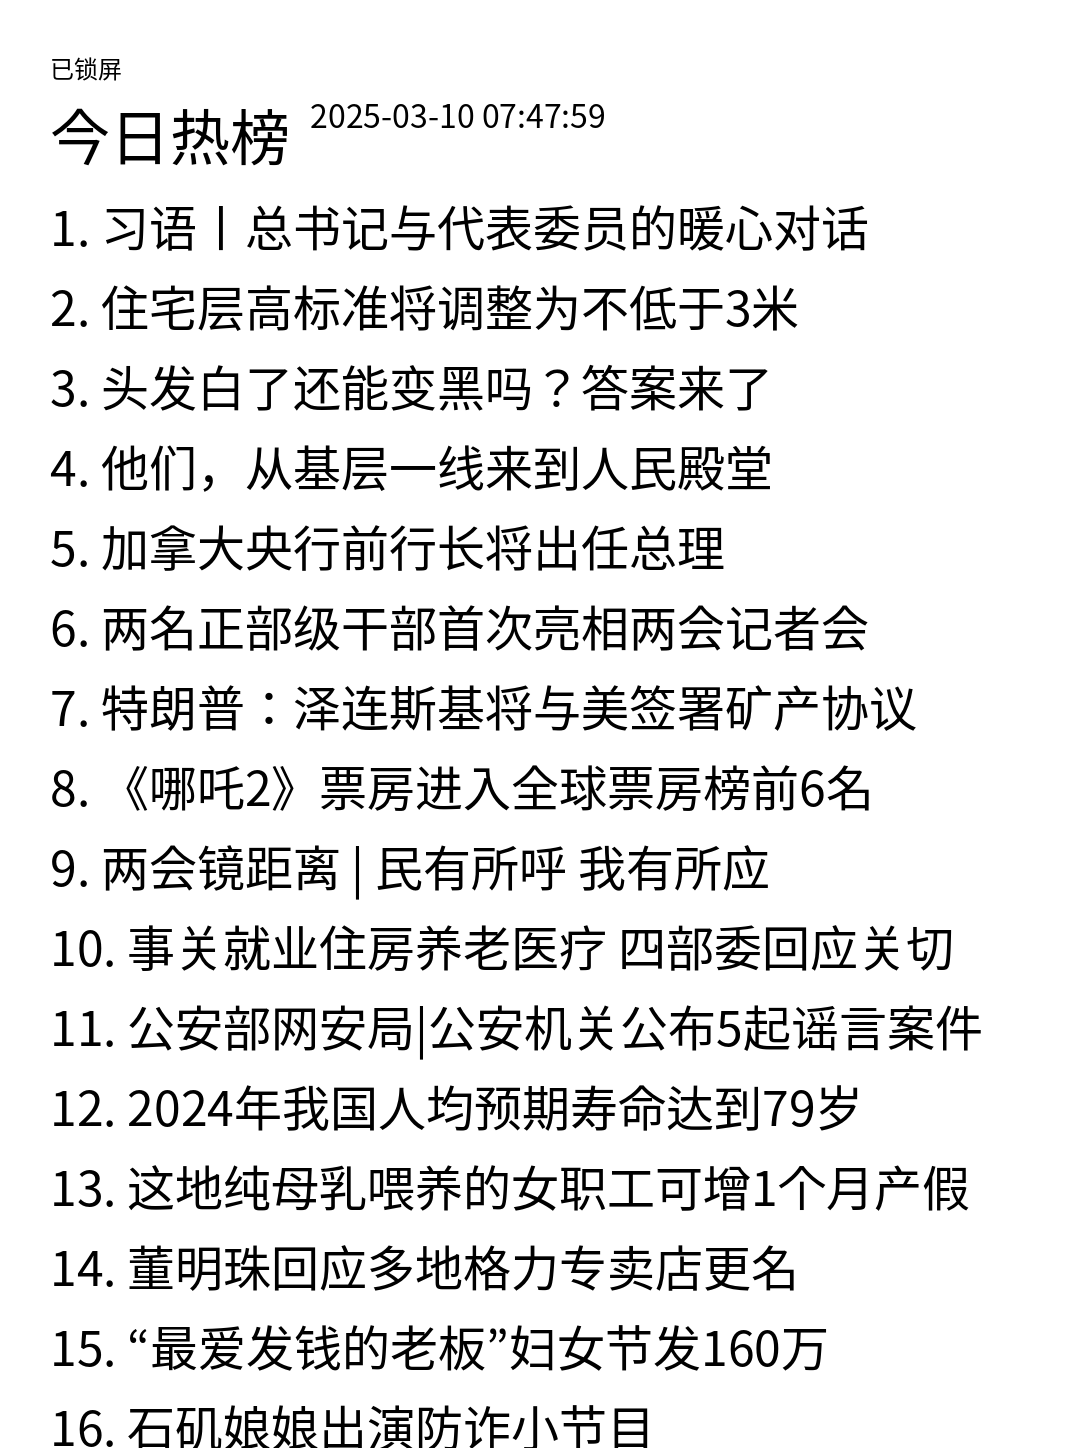 已锁屏
今日热榜 2025-03-10 07:47:59
1. 习语丨总书记与代表委员的暖心对话
2. 住宅层高标准将调整为不低于3米
3. 头发白了还能变黑吗？答案来了
4. 他们，从基层一线来到人民殿堂
5. 加拿大央行前行长将出任总理
6. 两名正部级干部首次亮相两会记者会
7. 特朗普：泽连斯基将与美签署矿产协议
8. 《哪吒2》票房进入全球票房榜前6名
9. 两会镜距离 | 民有所呼 我有所应
10. 事关就业住房养老医疗 四部委回应关切
11. 公安部网安局|公安机关公布5起谣言案件
12. 2024年我国人均预期寿命达到79岁
13. 这地纯母乳喂养的女职工可增1个月产假
14. 董明珠回应多地格力专卖店更名
15. “最爱发钱的老板”妇女节发160万
16. 石矶娘娘出演防诈小节目